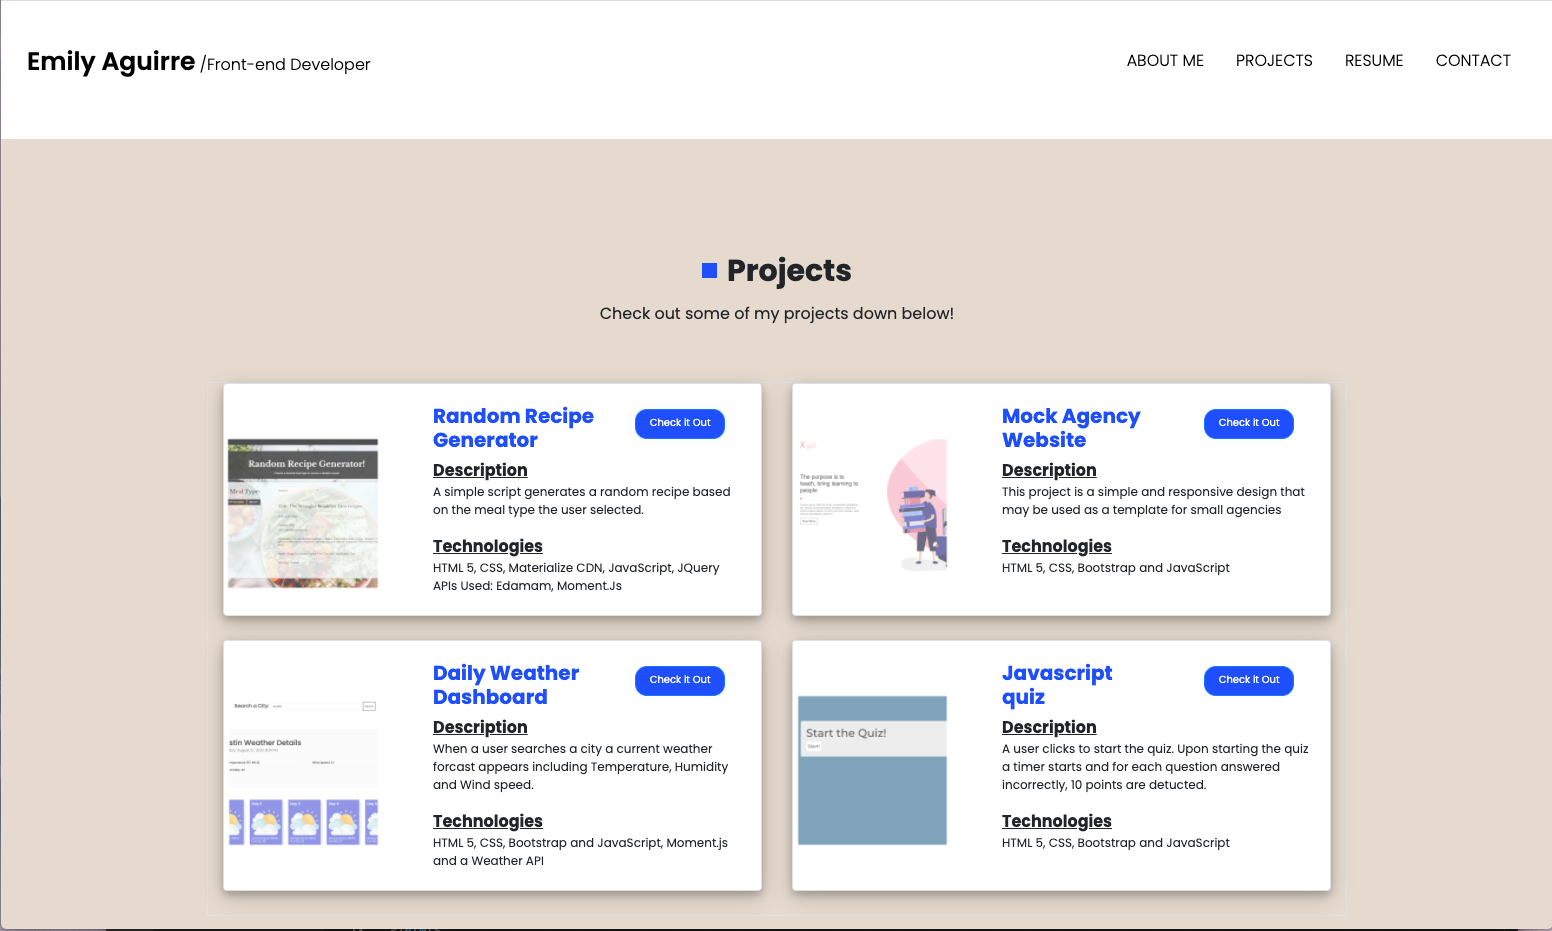 Emily Aguirre /Front-end Developer
ABOUT ME PROJECTS RESUME CONTACT
Projects
Check out some of my projects down below!
Random Recipe
Generator
Check it Out
Description
A simple script generates a random recipe based
on the meal type the user selected.
Technologies
HTML 5, CSS, Materialize CDN, JavaScript, JQuery
APIs Used: Edamam, Moment.Js
Random Recipe Generator!
Meal Type
Mock Agency
Website
Check it Out
Description
This project is a simple and responsive design that
may be used as a template for small agencies
Technologies
HTML 5, CSS, Bootstrap and JavaScript
The purpose is to
teach, bring learning to
people
Daily Weather
Dashboard
Check it Out
Description
When a user searches a city a current weather
forcast appears including Temperature, Humidity
and Wind speed.
Technologies
HTML 5, CSS, Bootstrap and JavaScript, Moment.js
and a Weather API
Search a City:
stin Weather Details
Javascript
quiz
Check it Out
Description
A user clicks to start the quiz. Upon starting the quiz
a timer starts and for each question answered
incorrectly, 10 points are detucted.
Technologies
HTML 5, CSS, Bootstrap and JavaScript
Start the Quiz!